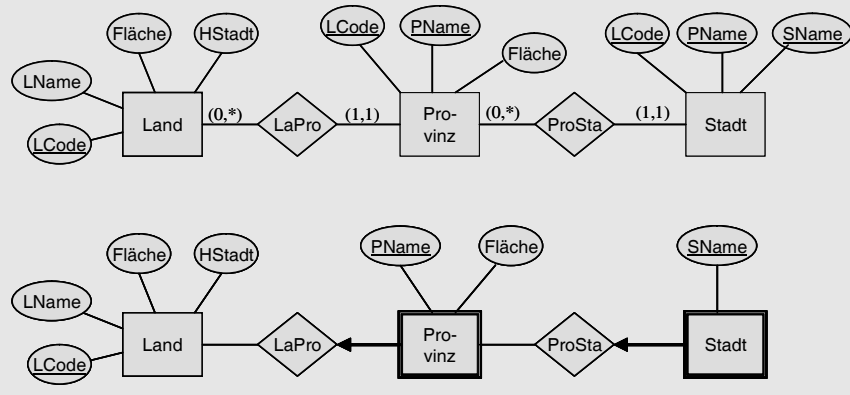 Fläche HStadt LCode PName LCode PName SName
LName Fläche
LCode Land (0,*) LaPro (1,1) Pro-
vinz (0,*) ProSta (1,1) Stadt
Fläche HStadt PName Fläche SName
LName
LCode Land LaPro Pro-
vinz ProSta Stadt